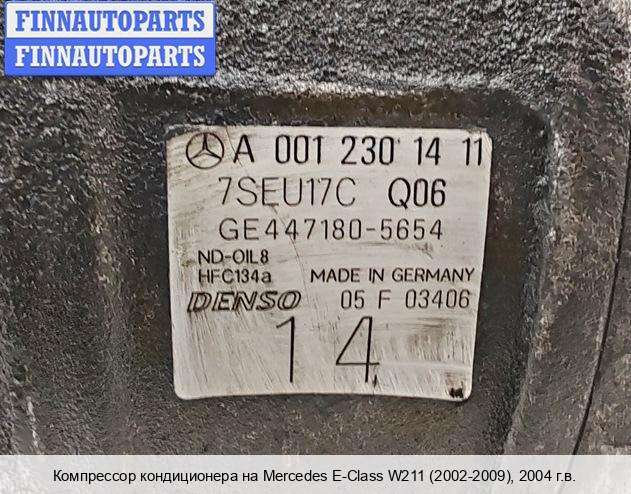 FINNAUTOPARTS
FINNAUTOPARTS
A 001 230 14 11
7SEU17C Q06
GE447180-5654
ND-OIL8
HFC134a MADE IN GERMANY
DENSO 05 F 03406
14
Компрессор кондиционера на Mercedes E-Class W211 (2002-2009), 2004 г.в.